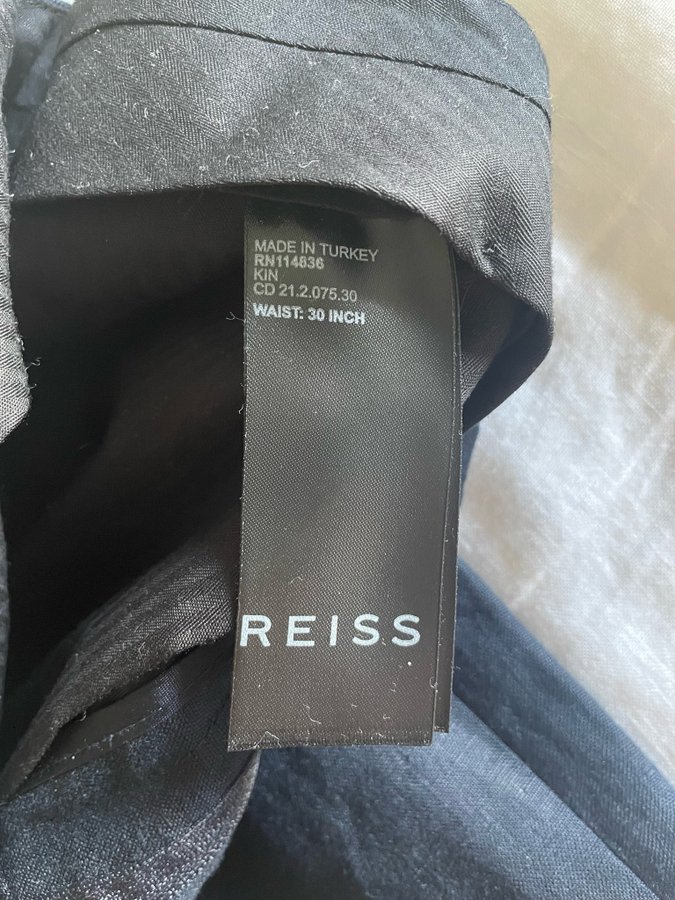 MADE IN TURKEY
RN114836
KIN
CD 21.2.075.30
WAIST: 30 INCH
REISS